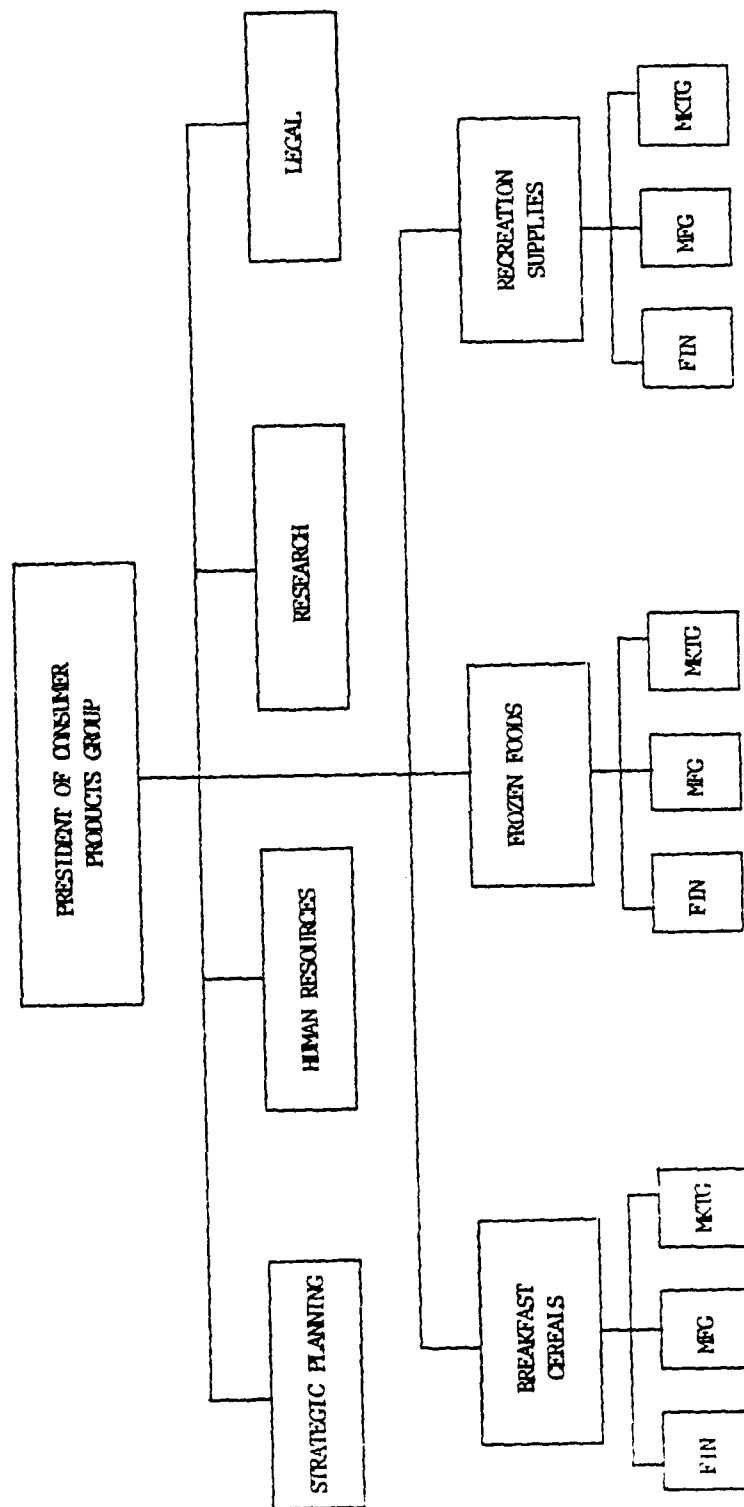 PRESIDENT OF CONSUMER
PRODUCTS GROUP
STRATEGIC PLANNING
HUMAN RESOURCES
RESEARCH
LEGAL
BREAKFAST
CEREALS
FROZEN FOODS
RECREATION
SUPPLIES
FIN
MFG
MKTG
FIN
MFG
MKTG
FIN
MFG
MKTG